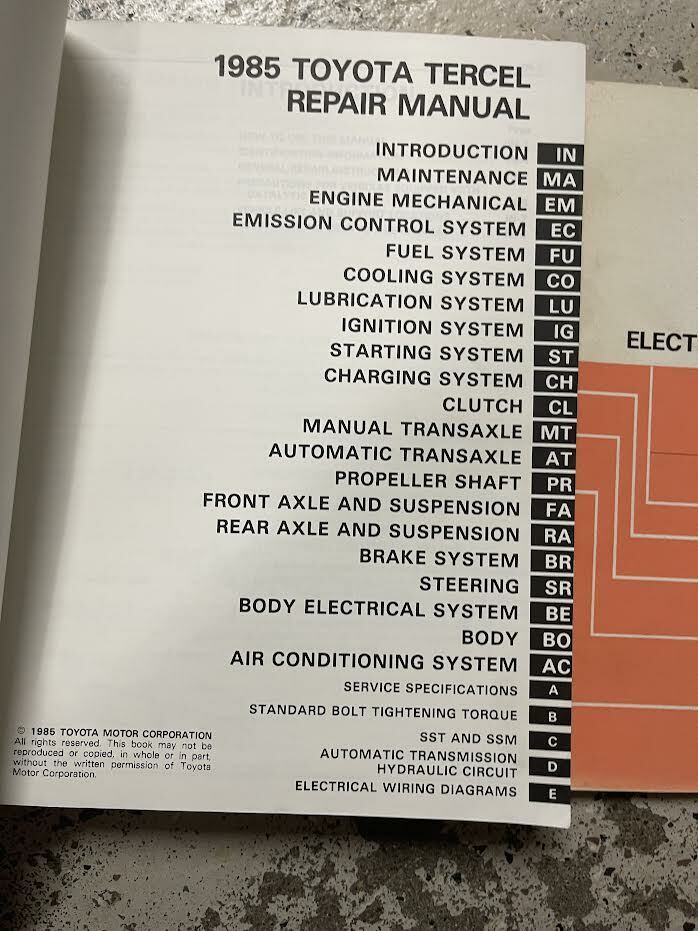 1985 TOYOTA TERCEL
REPAIR MANUAL
INTRODUCTION IN
MAINTENANCE MA
ENGINE MECHANICAL EM
EMISSION CONTROL SYSTEM EC
FUEL SYSTEM FU
COOLING SYSTEM CO
LUBRICATION SYSTEM LU
IGNITION SYSTEM IG
STARTING SYSTEM ST
CHARGING SYSTEM CH
CLUTCH CL
MANUAL TRANSAXLE MT
AUTOMATIC TRANSAXLE AT
PROPELLER SHAFT PR
FRONT AXLE AND SUSPENSION FA
REAR AXLE AND SUSPENSION RA
BRAKE SYSTEM BR
STEERING SR
BODY ELECTRICAL SYSTEM BE
BODY BO
AIR CONDITIONING SYSTEM AC
SERVICE SPECIFICATIONS A
STANDARD BOLT TIGHTENING TORQUE B
SST AND SSM C
AUTOMATIC TRANSMISSION
HYDRAULIC CIRCUIT D
ELECTRICAL WIRING DIAGRAMS E
© 1985 TOYOTA MOTOR CORPORATION
All rights reserved. This book may not be
reproduced or copied, in whole or in part,
without the written permission of Toyota
Motor Corporation.
ELECT